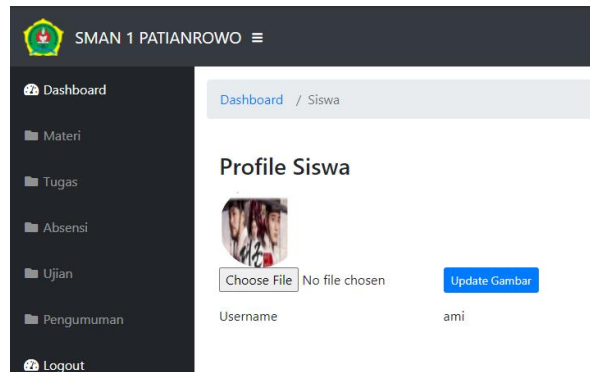 SMAN 1 PATIANROWO
Dashboard
Materi
Tugas
Absensi
Ujian
Pengumuman
Logout
Dashboard / Siswa
Profile Siswa
Choose File No file chosen
Update Gambar
Username ami